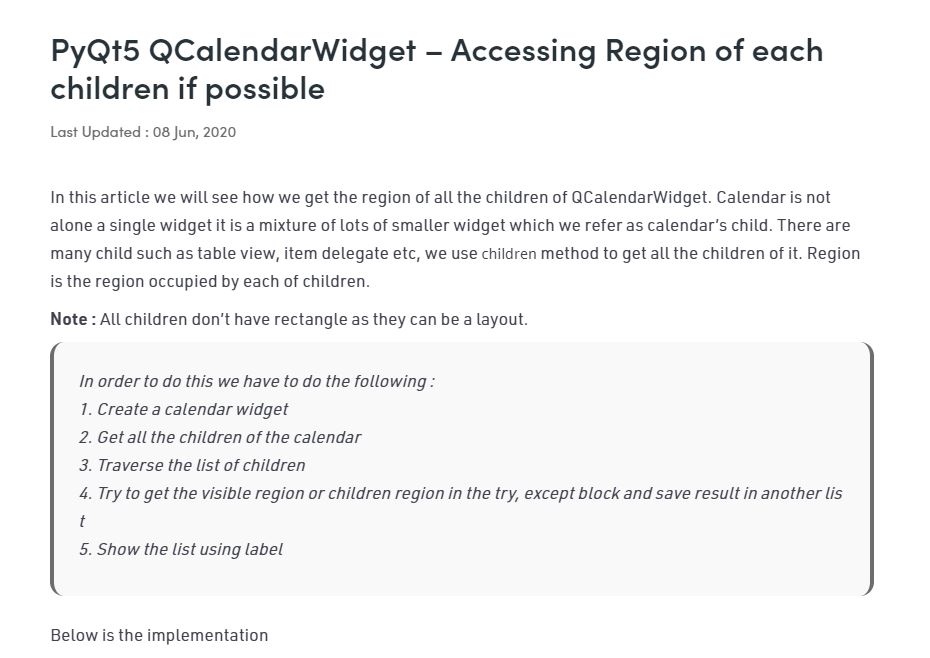 PyQt5 QCalendarWidget – Accessing Region of each
children if possible
Last Updated : 08 Jun, 2020
In this article we will see how we get the region of all the children of QCalendarWidget. Calendar is not
alone a single widget it is a mixture of lots of smaller widget which we refer as calendar's child. There are
many child such as table view, item delegate etc, we use children method to get all the children of it. Region
is the region occupied by each of children.
Note : All children don't have rectangle as they can be a layout.
In order to do this we have to do the following :
1. Create a calendar widget
2. Get all the children of the calendar
3. Traverse the list of children
4. Try to get the visible region or children region in the try, except block and save result in another lis
t
5. Show the list using label
Below is the implementation